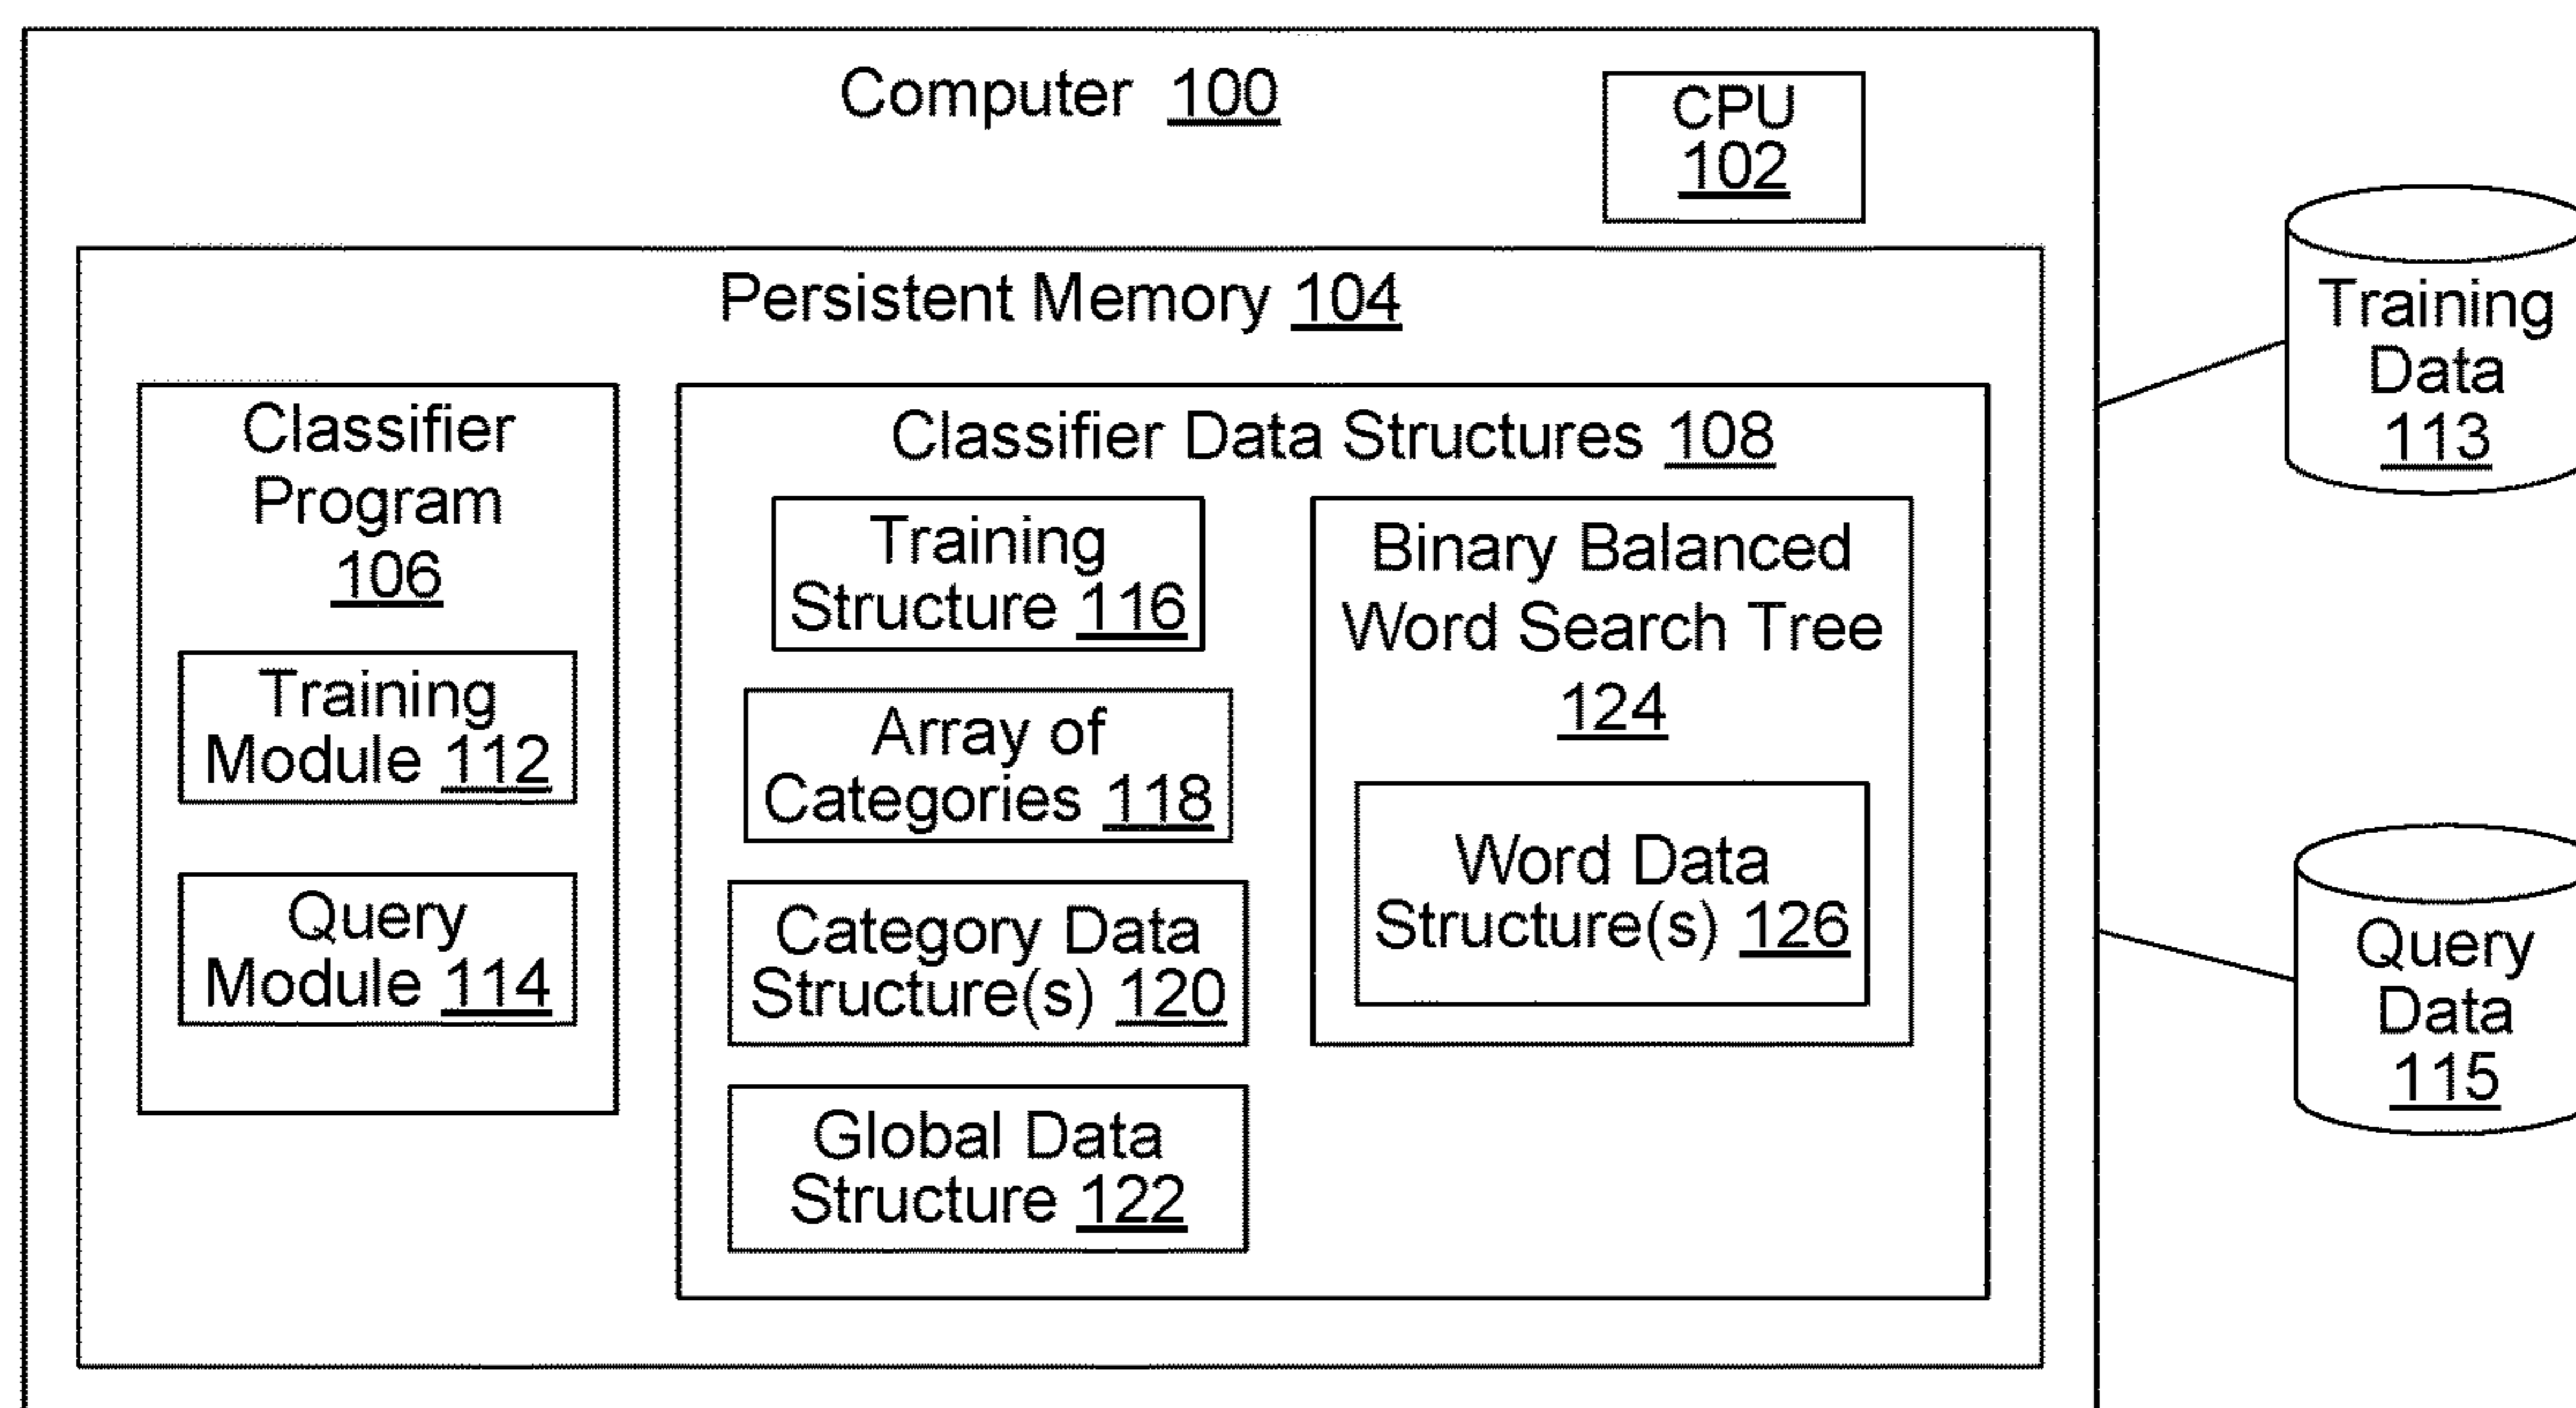 Computer 100
CPU
102
Persistent Memory 104
Classifier
Program
106
Training
Module 112
Query
Module 114
Classifier Data Structures 108
Training
Structure 116
Array of
Categories 118
Category Data
Structure(s) 120
Global Data
Structure 122
Binary Balanced
Word Search Tree
124
Word Data
Structure(s) 126
Training
Data
113
Query
Data
115